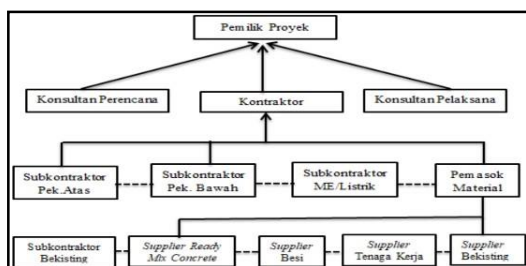 Pemilik Proyek
Konsultan Perencana
Kontraktor
Konsultan Pelaksana
Subkontraktor
Pek.Atas
Subkontraktor
Pek. Bawah
Subkontraktor
ME/Listrik
Pemasok
Material
Subkontraktor
Bekisting
Supplier Ready
Mix Concrete
Supplier
Besi
Supplier
Tenaga Kerja
Supplier
Bekisting